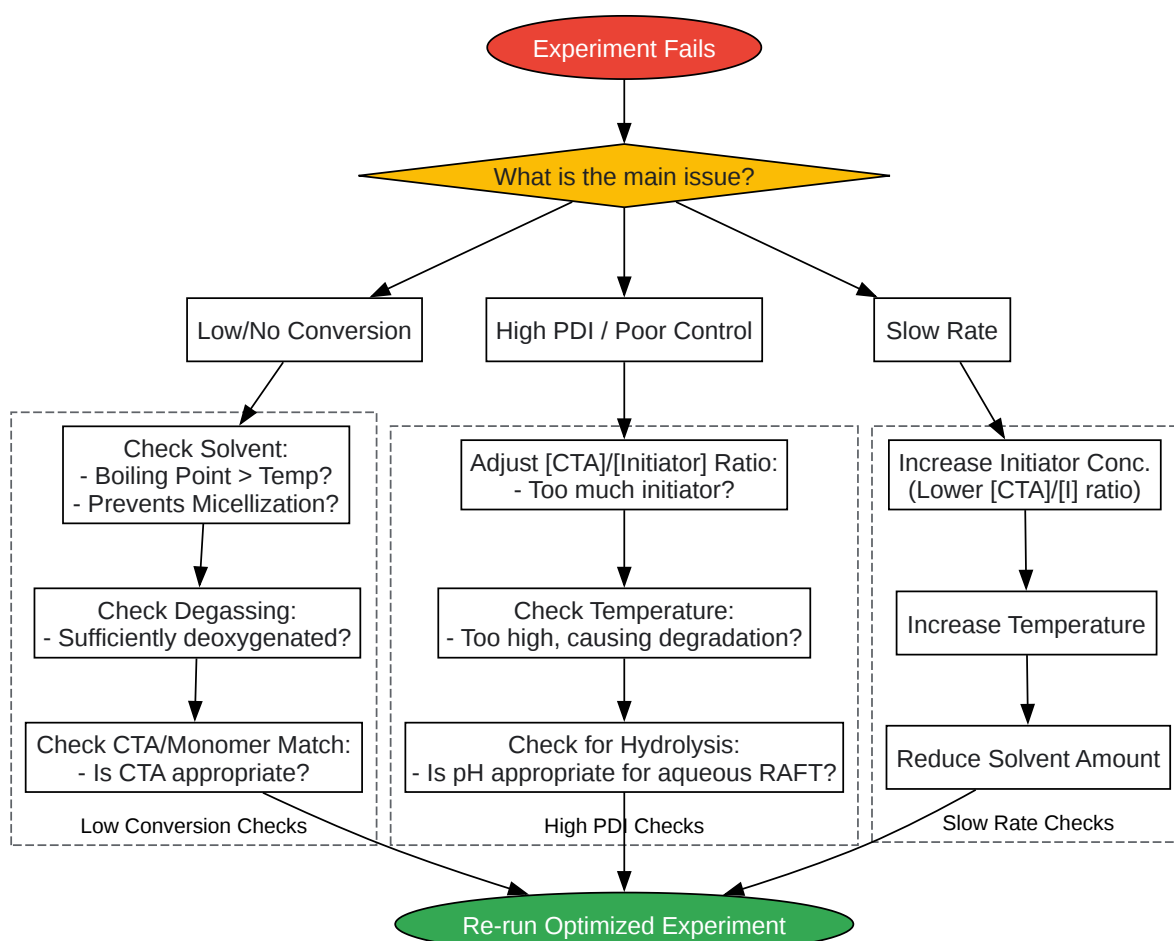 Experiment Fails
What is the main issue?
Low/No Conversion
High PDI / Poor Control
Slow Rate
Check Solvent:
- Boiling Point > Temp?
- Prevents Micellization?
Check Degassing:
- Sufficiently deoxygenated?
Check CTA/Monomer Match:
- Is CTA appropriate?
Low Conversion Checks
Adjust [CTA]/[Initiator] Ratio:
- Too much initiator?
Check Temperature:
- Too high, causing degradation?
Check for Hydrolysis:
- Is pH appropriate for aqueous RAFT?
High PDI Checks
Increase Initiator Conc.
(Lower [CTA]/[I] ratio)
Increase Temperature
Reduce Solvent Amount
Slow Rate Checks
Re-run Optimized Experiment